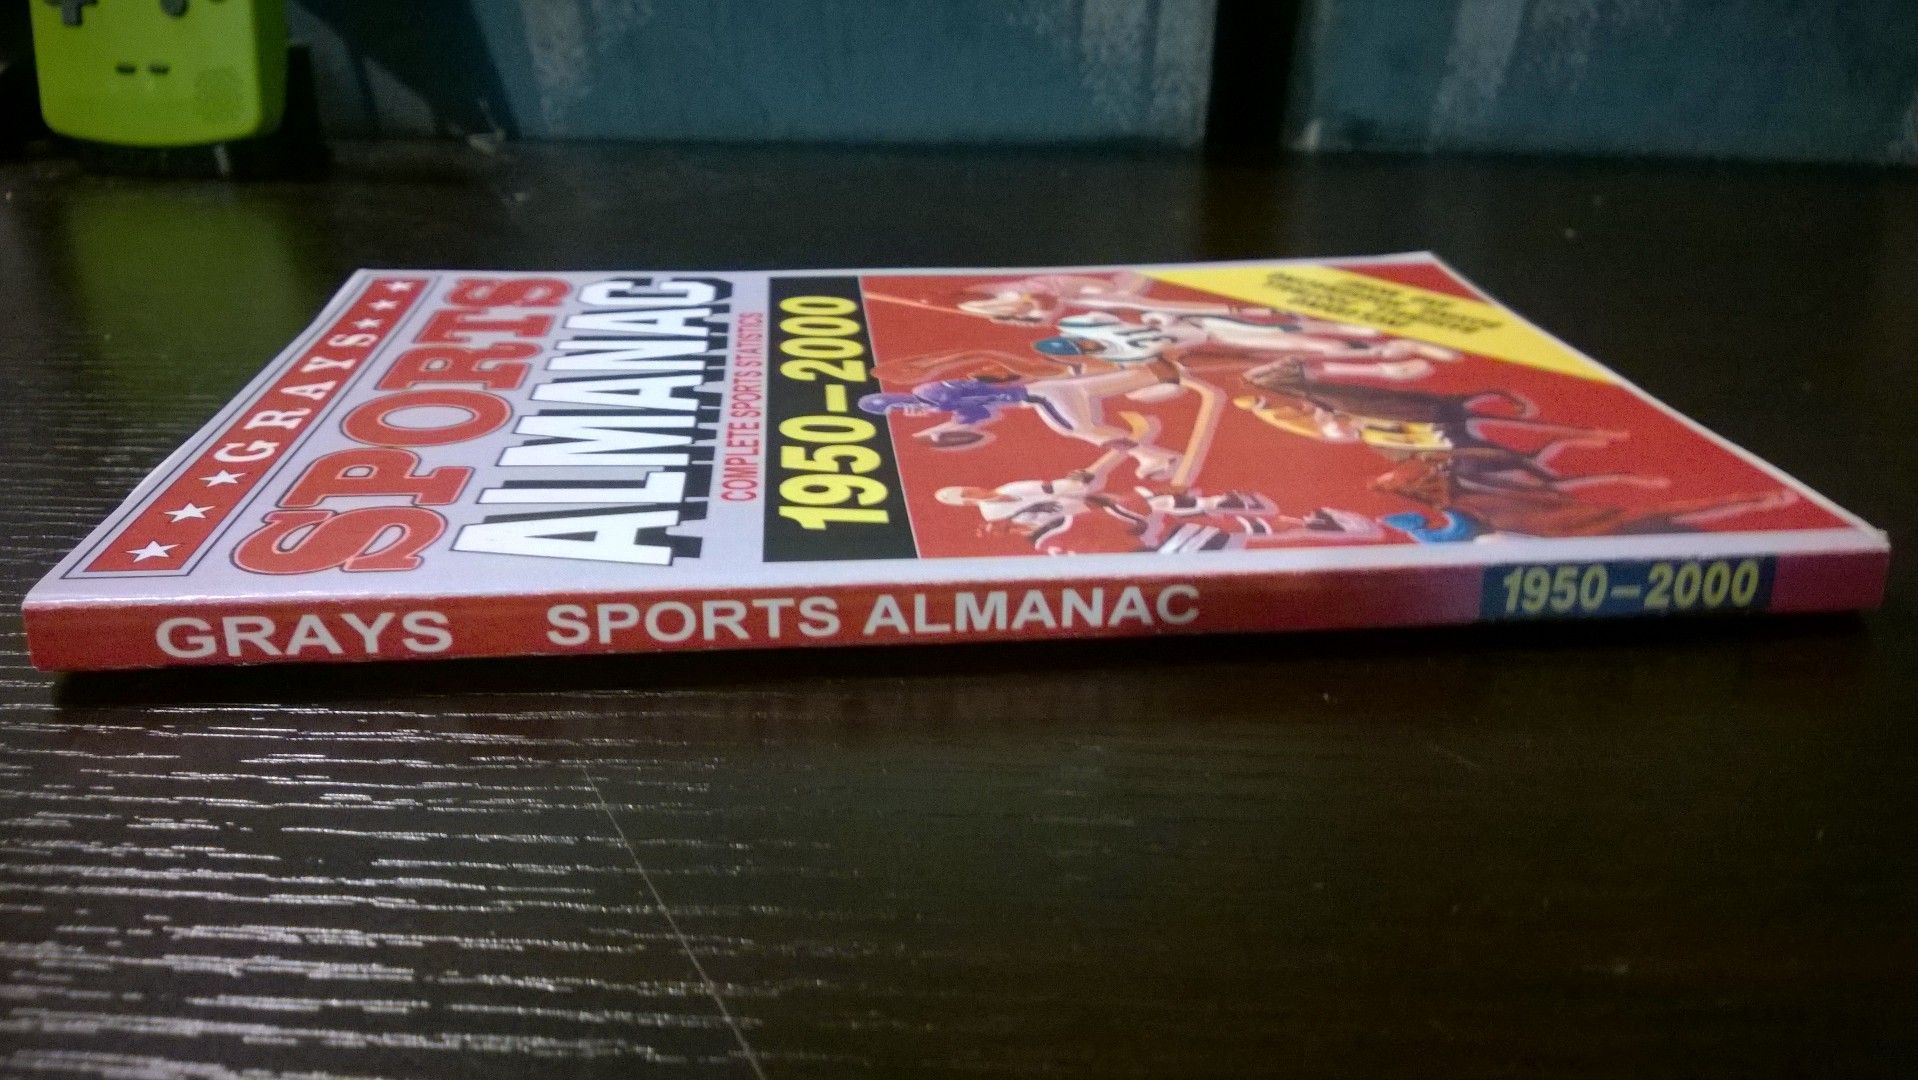 GRAYS
SPORTS
ALMANAC
COMPLETE SPORTS STATISTICS
1950-2000
GRAYS SPORTS ALMANAC 1950-2000